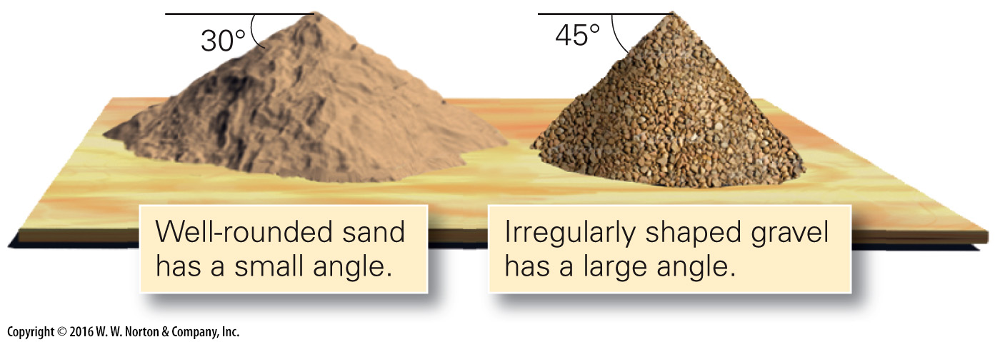 30°
45°
Well-rounded sand
has a small angle.
Irregularly shaped gravel
has a large angle.
Copyright © 2016 W. W. Norton & Company, Inc.